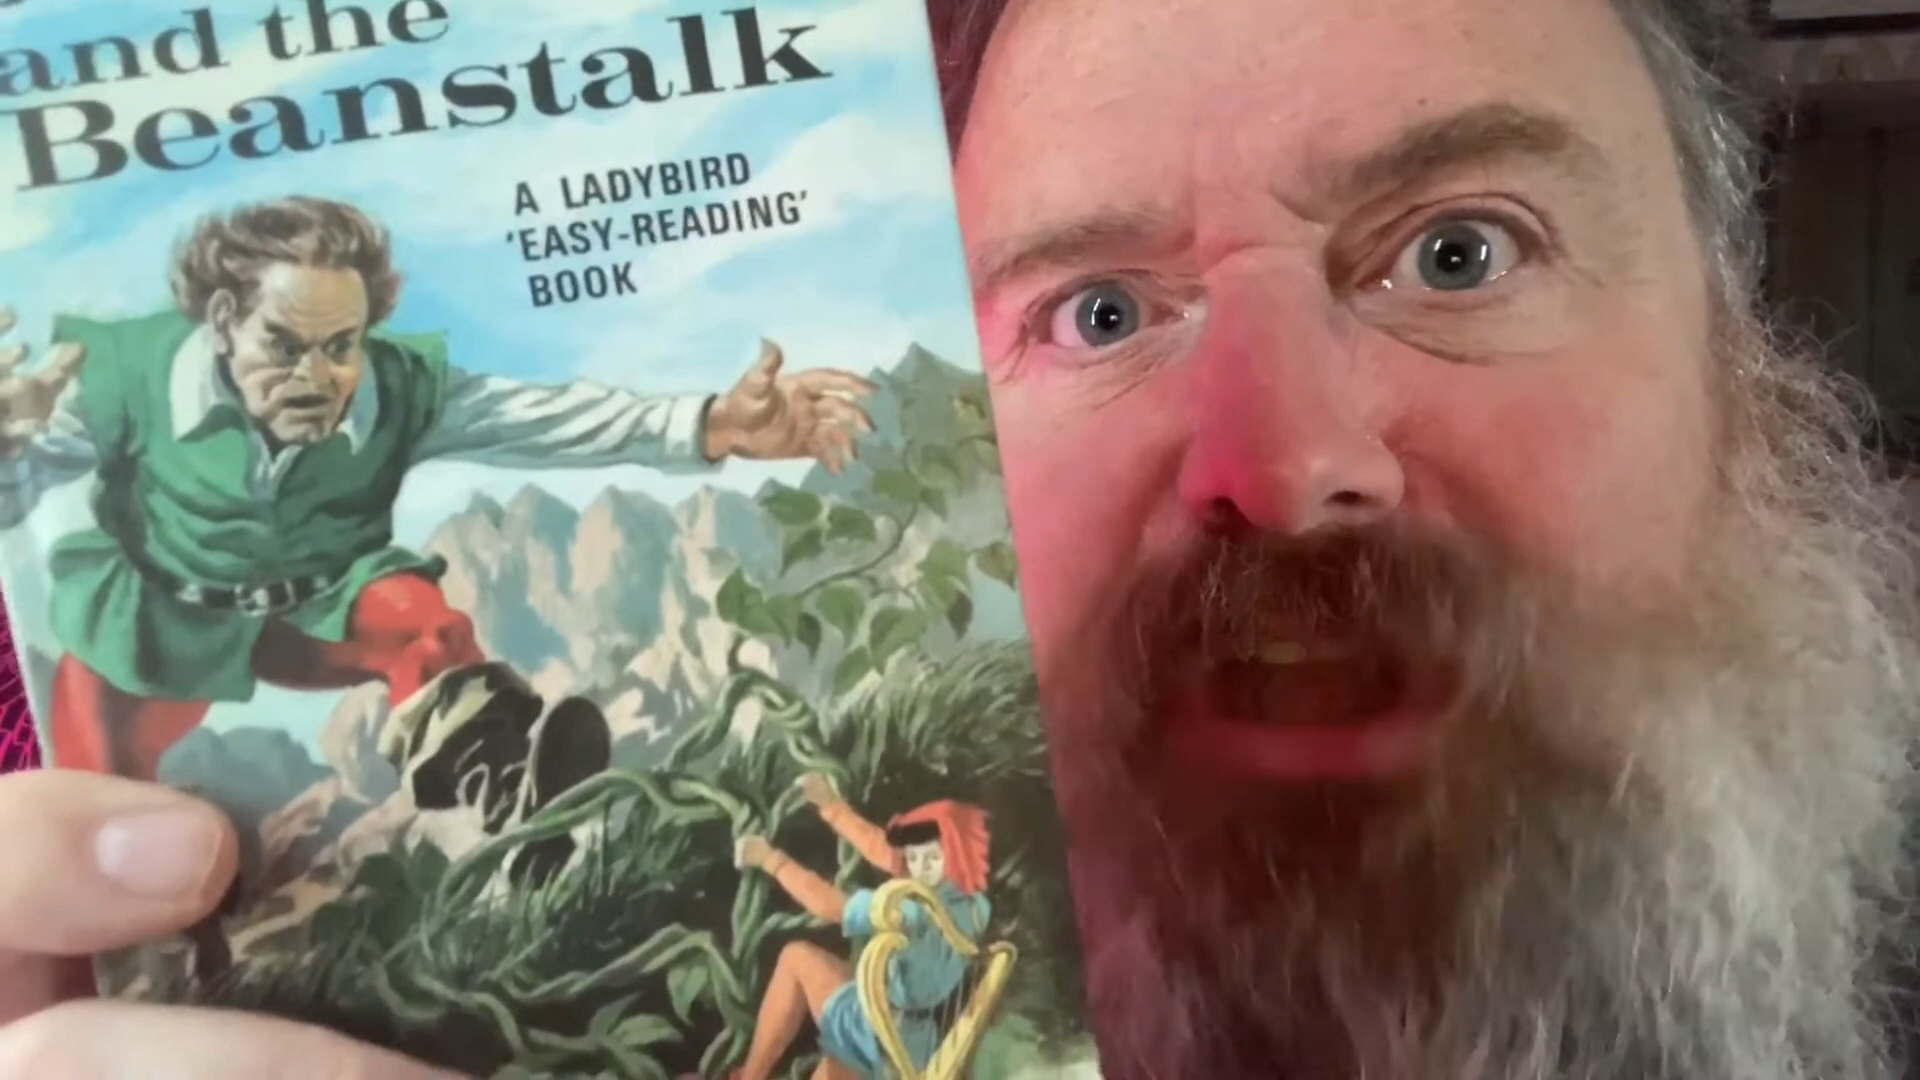 and the
Beanstalk
A LADYBIRD
'EASY-READING'
BOOK